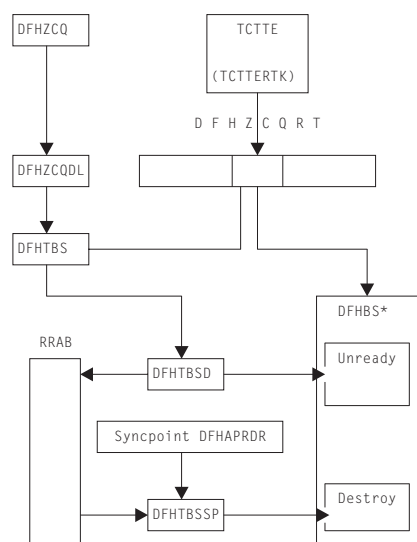 DFHZCQ
TCTTE
(TCTTERTK)
D F H Z C Q R T
DFHZCQDL
DFHTBS
DFHBS*
RRAB
Unready
DFHTBSD
Syncpoint DFHAPRDR
DFHTBSSP
Destroy